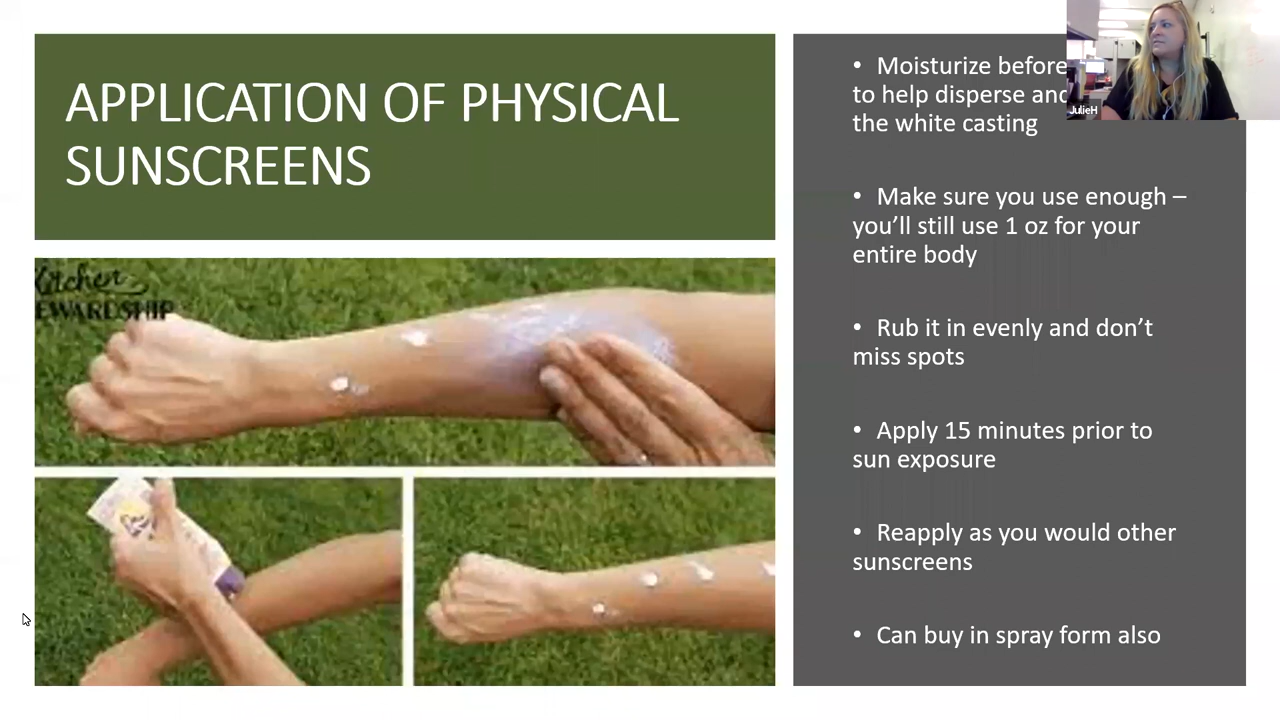 APPLICATION OF PHYSICAL
SUNSCREENS
Kitchen
EWARDSHIP
• Moisturize before
to help disperse and
the white casting
• Make sure you use enough –
you’ll still use 1 oz for your
entire body
• Rub it in evenly and don’t
miss spots
• Apply 15 minutes prior to
sun exposure
• Reapply as you would other
sunscreens
• Can buy in spray form also
JulieH